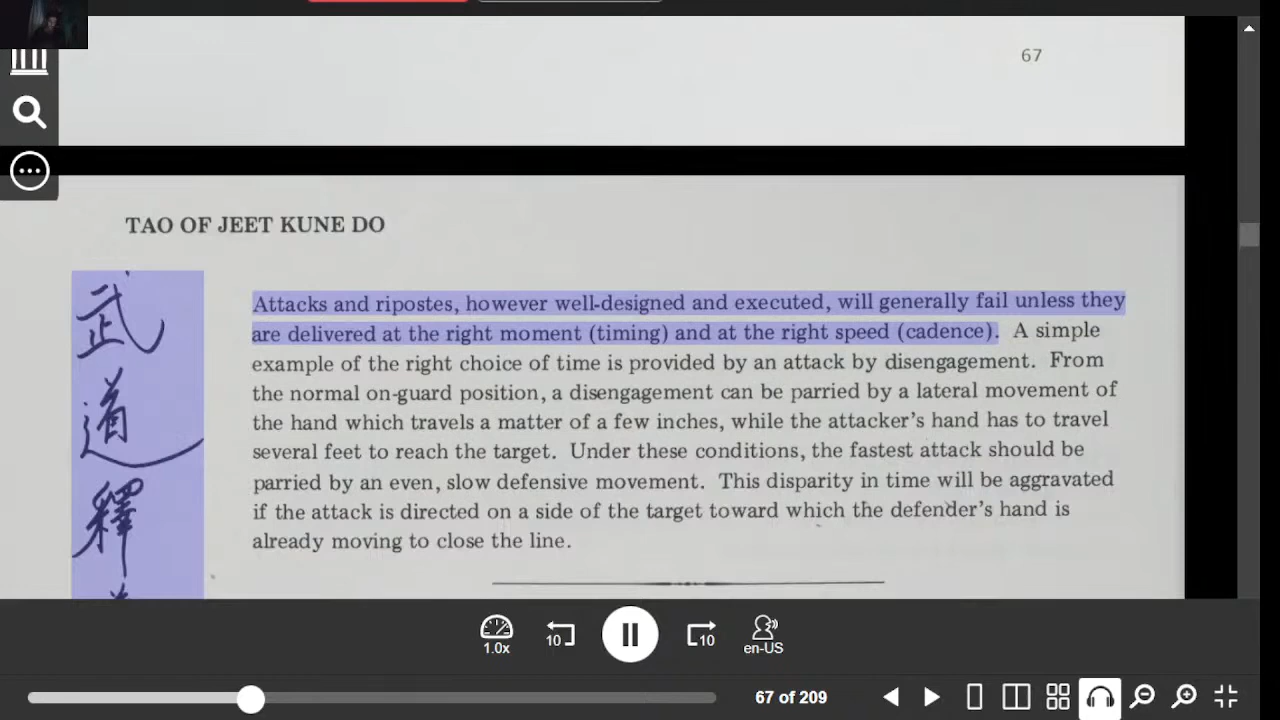 67
TAO OF JEET KUNE DO
武
道
釋
Attacks and ripostes, however well-designed and executed, will generally fail unless they
are delivered at the right moment (timing) and at the right speed (cadence). A simple
example of the right choice of time is provided by an attack by disengagement. From
the normal on-guard position, a disengagement can be parried by a lateral movement of
the hand which travels a matter of a few inches, while the attacker's hand has to travel
several feet to reach the target. Under these conditions, the fastest attack should be
parried by an even, slow defensive movement. This disparity in time will be aggravated
if the attack is directed on a side of the target toward which the defender's hand is
already moving to close the line.
1.0x
10
10
en-US
67 of 209